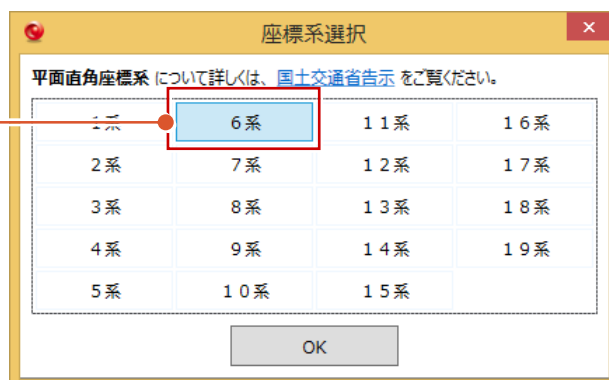 座標系選択
×
平面直角座標系 について詳しくは、国土交通省告示 をご覧ください。
1系 6系 11系 16系
2系 7系 12系 17系
3系 8系 13系 18系
4系 9系 14系 19系
5系 10系 15系
OK